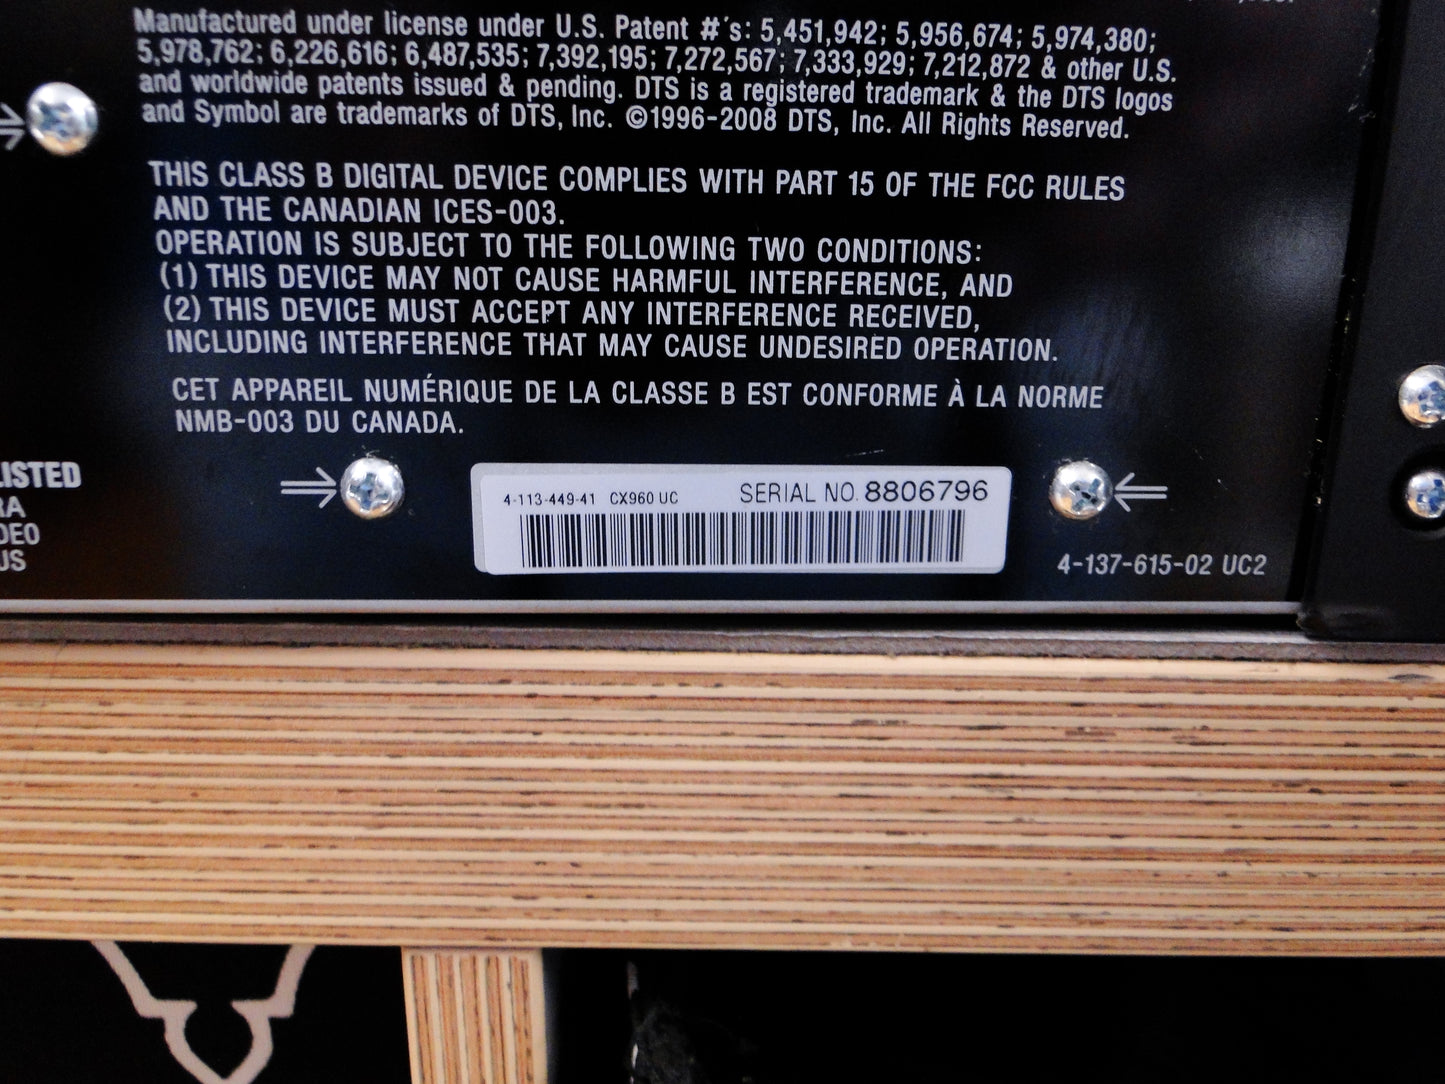 Manufactured under license under U.S. Patent #'s: 5,451,942; 5,956,674; 5,974,380;
5,978,762; 6,226,616; 6,487,535; 7,392,195; 7,272,567; 7,333,929; 7,212,872 & other U.S.
and worldwide patents issued & pending. DTS is a registered trademark & the DTS logos
and Symbol are trademarks of DTS, Inc. ©1996-2008 DTS, Inc. All Rights Reserved.
THIS CLASS B DIGITAL DEVICE COMPLIES WITH PART 15 OF THE FCC RULES
AND THE CANADIAN ICES-003.
OPERATION IS SUBJECT TO THE FOLLOWING TWO CONDITIONS:
(1) THIS DEVICE MAY NOT CAUSE HARMFUL INTERFERENCE, AND
(2) THIS DEVICE MUST ACCEPT ANY INTERFERENCE RECEIVED,
INCLUDING INTERFERENCE THAT MAY CAUSE UNDESIRED OPERATION.
CET APPAREIL NUMÉRIQUE DE LA CLASSE B EST CONFORME À LA NORME
NMB-003 DU CANADA.
LISTED
RA
DEO
US
4-113-449-41 CX960 UC SERIAL NO. 8806796
4-137-615-02 UC2